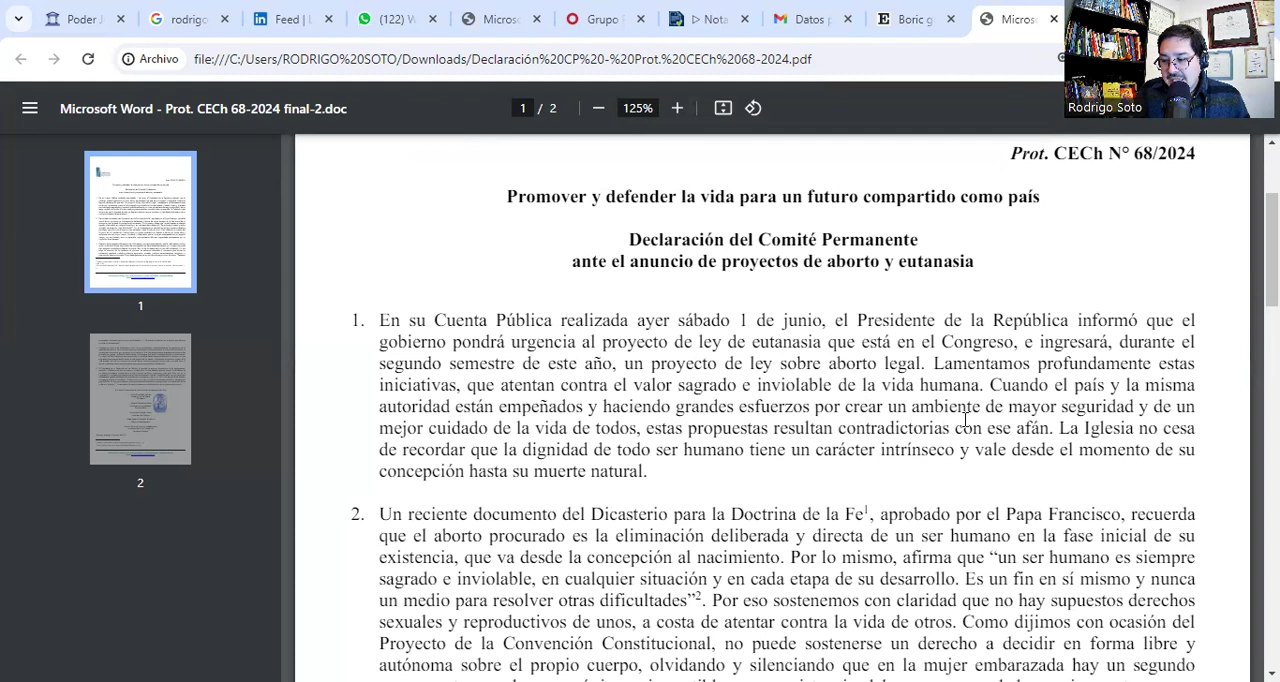 Poder J
rodrigo
Feed | L
(122) W
Micros
Grupo
▷ Nota
Datos p
Boric g
Micros
Archivo
file:///C:/Users/RODRIGO%20SOTO/Downloads/Declaración%20CP%20-%20Prot.%20CECh%2068-2024.pdf
Microsoft Word - Prot. CECh 68-2024 final-2.doc
1 / 2
125%
Rodrigo Soto
1
2
Prot. CECh N° 68/2024
Promover y defender la vida para un futuro compartido como país
Declaración del Comité Permanente
ante el anuncio de proyectos de aborto y eutanasia
1. En su Cuenta Pública realizada ayer sábado 1 de junio, el Presidente de la República informó que el
gobierno pondrá urgencia al proyecto de ley de eutanasia que está en el Congreso, e ingresará, durante el
segundo semestre de este año, un proyecto de ley sobre aborto legal. Lamentamos profundamente estas
iniciativas, que atentan contra el valor sagrado e inviolable de la vida humana. Cuando el país y la misma
autoridad están empeñados y haciendo grandes esfuerzos por crear un ambiente de mayor seguridad y de un
mejor cuidado de la vida de todos, estas propuestas resultan contradictorias con ese afán. La Iglesia no cesa
de recordar que la dignidad de todo ser humano tiene un carácter intrínseco y vale desde el momento de su
concepción hasta su muerte natural.
2. Un reciente documento del Dicasterio para la Doctrina de la Fe¹, aprobado por el Papa Francisco, recuerda
que el aborto procurado es la eliminación deliberada y directa de un ser humano en la fase inicial de su
existencia, que va desde la concepción al nacimiento. Por lo mismo, afirma que “un ser humano es siempre
sagrado e inviolable, en cualquier situación y en cada etapa de su desarrollo. Es un fin en sí mismo y nunca
un medio para resolver otras dificultades”². Por eso sostenemos con claridad que no hay supuestos derechos
sexuales y reproductivos de unos, a costa de atentar contra la vida de otros. Como dijimos con ocasión del
Proyecto de la Convención Constitucional, no puede sostenerse un derecho a decidir en forma libre y
autónoma sobre el propio cuerpo, olvidando y silenciando que en la mujer embarazada hay un segundo